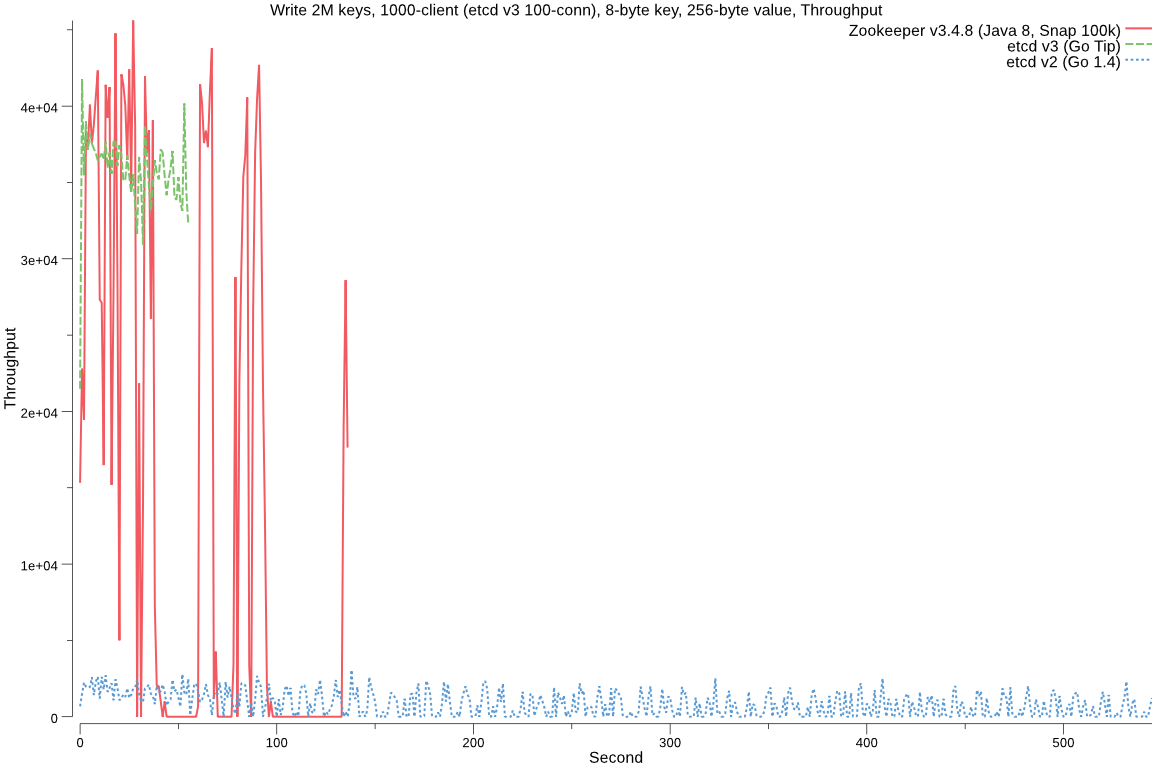 Write 2M keys, 1000-client (etcd v3 100-conn), 8-byte key, 256-byte value, Throughput
Zookeeper v3.4.8 (Java 8, Snap 100k)
etcd v3 (Go Tip)
etcd v2 (Go 1.4)
Throughput
4e+04
3e+04
2e+04
1e+04
0
0 100 200 300 400 500
Second